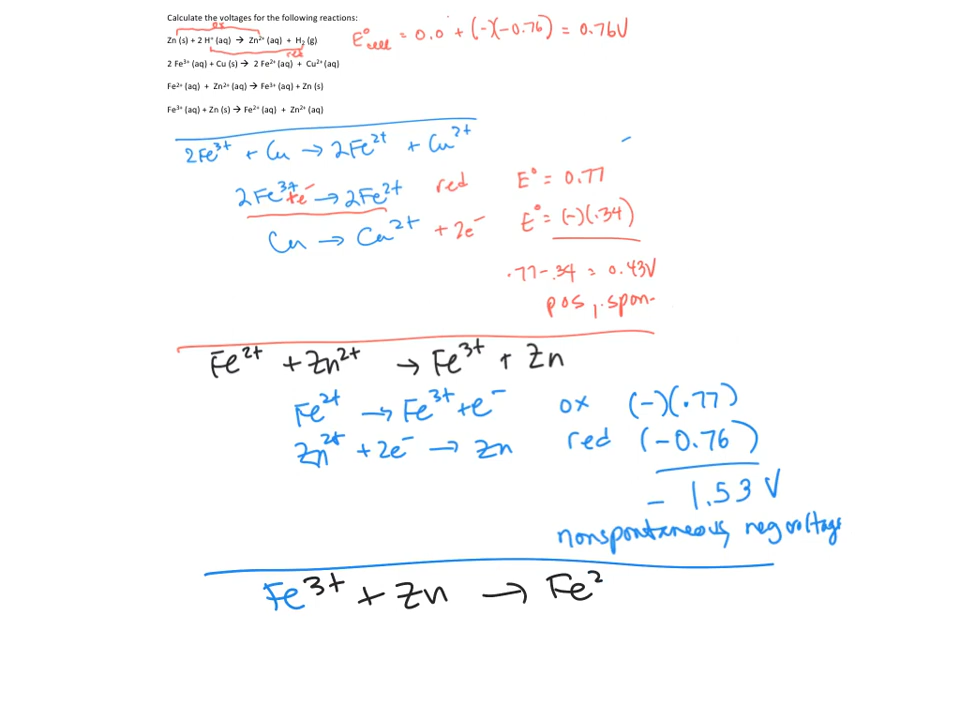 Calculate the voltages for the following reactions:
ox
Zn (s) + 2 H⁺ (aq) → Zn²⁺ (aq) + H₂ (g)
red
E°cell = 0.0 + (-)(-0.76) = 0.76V
2 Fe³⁺ (aq) + Cu (s) → 2 Fe²⁺ (aq) + Cu²⁺ (aq)
Fe²⁺ (aq) + Zn²⁺ (aq) → Fe³⁺ (aq) + Zn (s)
Fe³⁺ (aq) + Zn (s) → Fe²⁺ (aq) + Zn²⁺ (aq)
2Fe³⁺ + Cu → 2Fe²⁺ + Cu²⁺
2Fe³⁺ + e⁻ → 2Fe²⁺ red E° = 0.77
Cu → Cu²⁺ + 2e⁻ E° = (-)(.34)
.77-.34 = 0.43V
pos, spon-
Fe²⁺ + Zn²⁺ → Fe³⁺ + Zn
Fe²⁺ → Fe³⁺ + e⁻ ox (-)(.77)
Zn²⁺ + 2e⁻ → Zn red (-0.76)
- 1.53 V
nonspontaneous, neg voltage
Fe³⁺ + Zn → Fe²